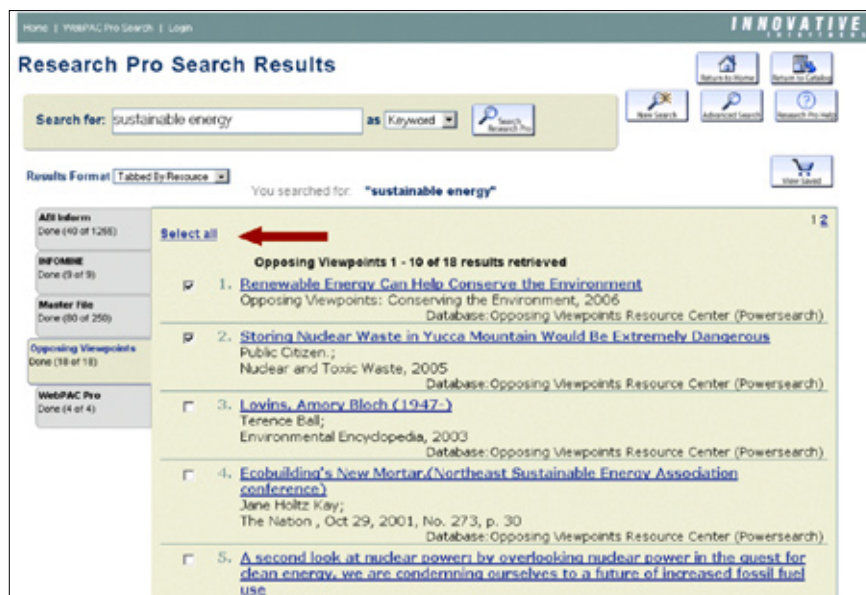 Home | WebPAC Pro Search | Login
INNOVATIVE
INTERFACES
Research Pro Search Results
Return to Home
Return to Catalog
Search for: sustainable energy as Keyword
Search
Research Pro
New Search
Advanced Search
Research Pro Help
Results Format Tabbed By Resource
You searched for: "sustainable energy"
View Saved
ABI Inform
Done (40 of 1266)
INFOMINE
Done (9 of 9)
Master File
Done (80 of 250)
Opposing Viewpoints
Done (18 of 18)
WebPAC Pro
Done (4 of 4)
1 2
Select all
Opposing Viewpoints 1 - 10 of 18 results retrieved
1. Renewable Energy Can Help Conserve the Environment
Opposing Viewpoints: Conserving the Environment, 2006
Database:Opposing Viewpoints Resource Center (Powersearch)
2. Storing Nuclear Waste in Yucca Mountain Would Be Extremely Dangerous
Public Citizen.;
Nuclear and Toxic Waste, 2005
Database:Opposing Viewpoints Resource Center (Powersearch)
3. Lovins, Amory Bloch (1947-)
Terence Ball;
Environmental Encyclopedia, 2003
Database:Opposing Viewpoints Resource Center (Powersearch)
4. Ecobuilding's New Mortar.(Northeast Sustainable Energy Association
conference)
Jane Holtz Kay;
The Nation , Oct 29, 2001, No. 273, p. 30
Database:Opposing Viewpoints Resource Center (Powersearch)
5. A second look at nuclear power: by overlooking nuclear power in the quest for
clean energy, we are condemning ourselves to a future of increased fossil fuel
use